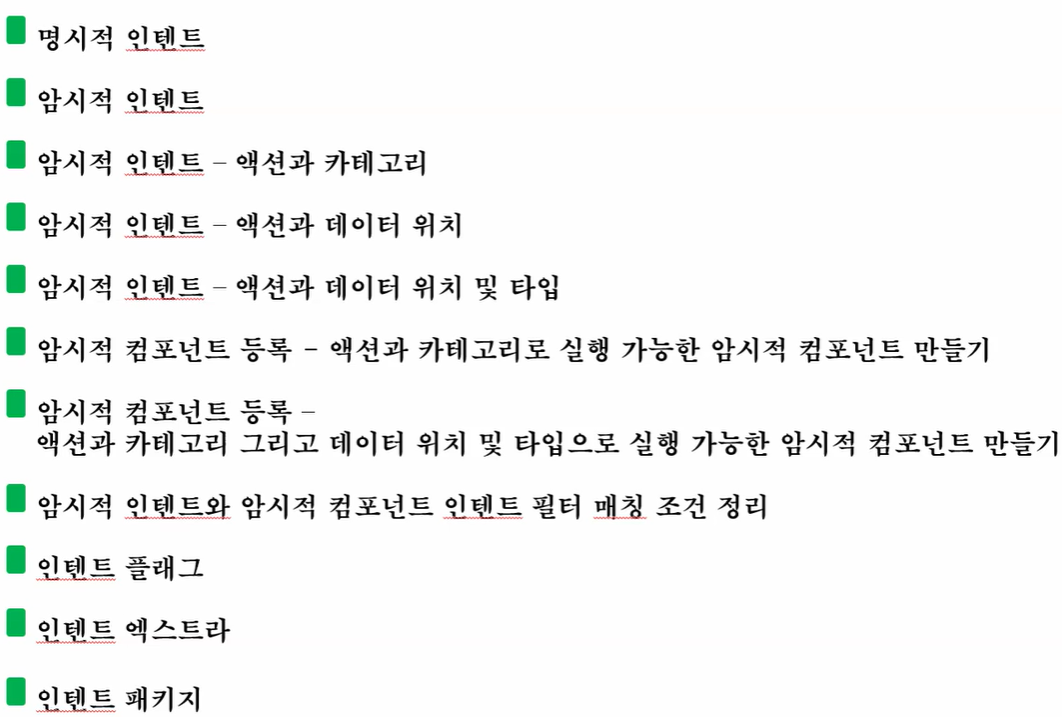 명시적 인텐트
암시적 인텐트
암시적 인텐트 – 액션과 카테고리
암시적 인텐트 – 액션과 데이터 위치
암시적 인텐트 – 액션과 데이터 위치 및 타입
암시적 컴포넌트 등록 – 액션과 카테고리로 실행 가능한 암시적 컴포넌트 만들기
암시적 컴포넌트 등록 –
액션과 카테고리 그리고 데이터 위치 및 타입으로 실행 가능한 암시적 컴포넌트 만들기
암시적 인텐트와 암시적 컴포넌트 인텐트 필터 매칭 조건 정리
인텐트 플래그
인텐트 엑스트라
인텐트 패키지